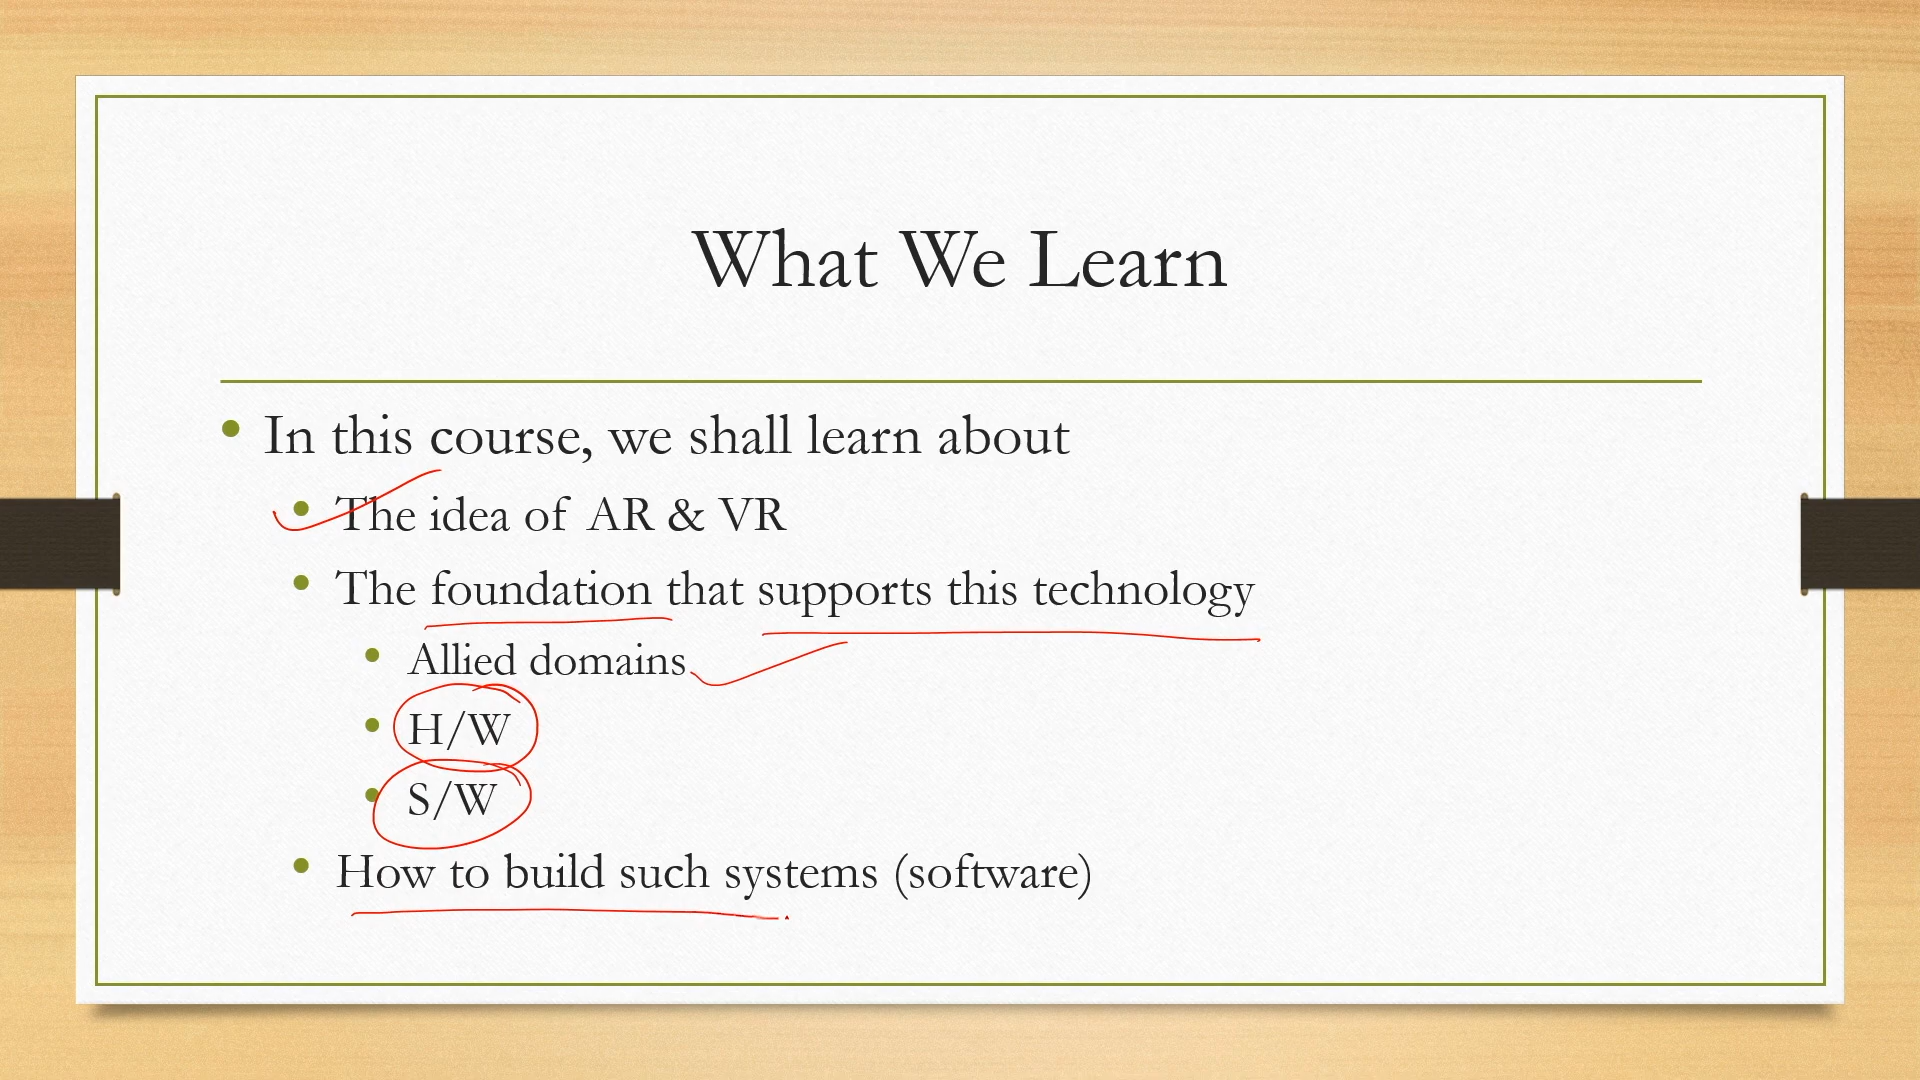 What We Learn
In this course, we shall learn about
The idea of AR & VR
The foundation that supports this technology
Allied domains
H/W
S/W
How to build such systems (software)